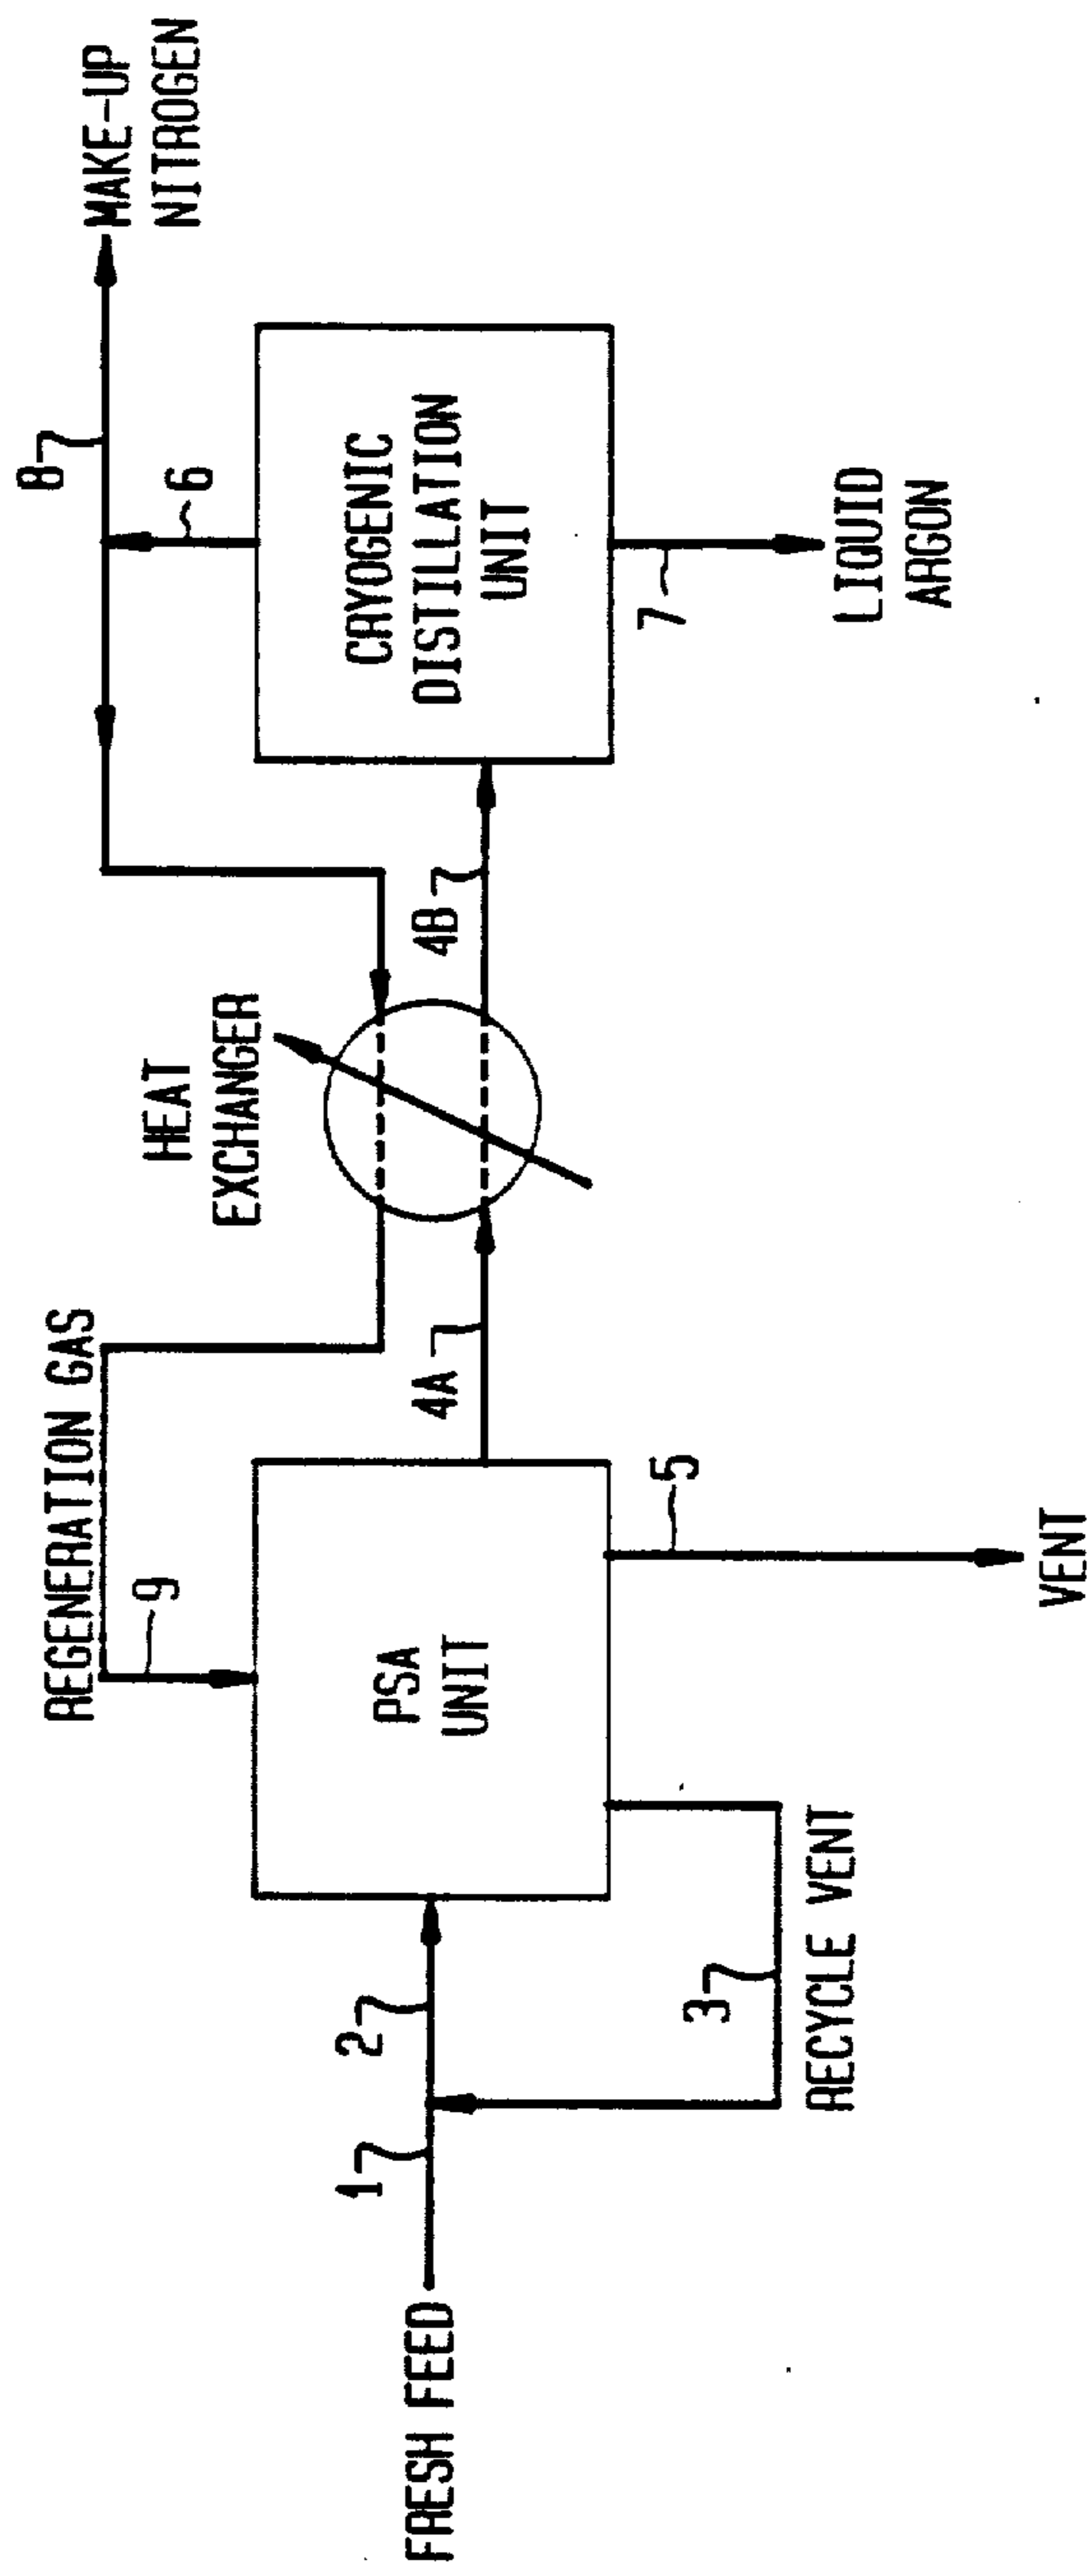 FRESH FEED
1
2
3
RECYCLE VENT
PSA
UNIT
REGENERATION GAS
9
5
VENT
4A
HEAT
EXCHANGER
4B
CRYOGENIC
DISTILLATION
UNIT
6
8
MAKE-UP
NITROGEN
7
LIQUID
ARGON